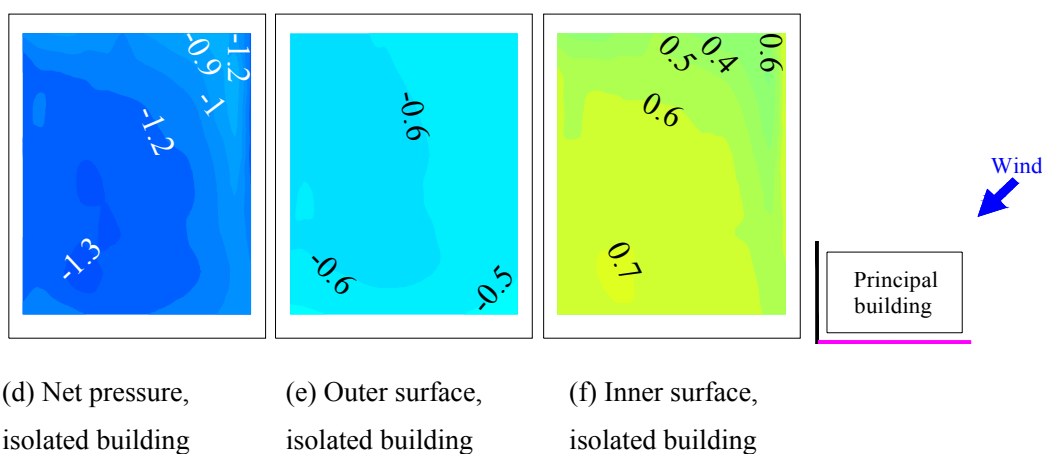 -0.9
-1.2
-1
-1.2
-1.3
-0.6
-0.6
-0.5
0.5
0.4
0.6
0.6
0.7
Wind
Principal
building
(d) Net pressure,
isolated building
(e) Outer surface,
isolated building
(f) Inner surface,
isolated building